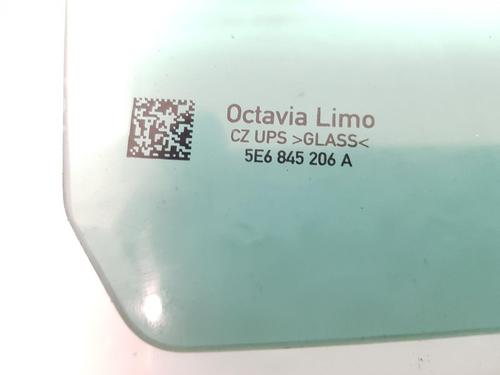 Octavia Limo
CZ UPS >GLASS<
5E6 845 206 A